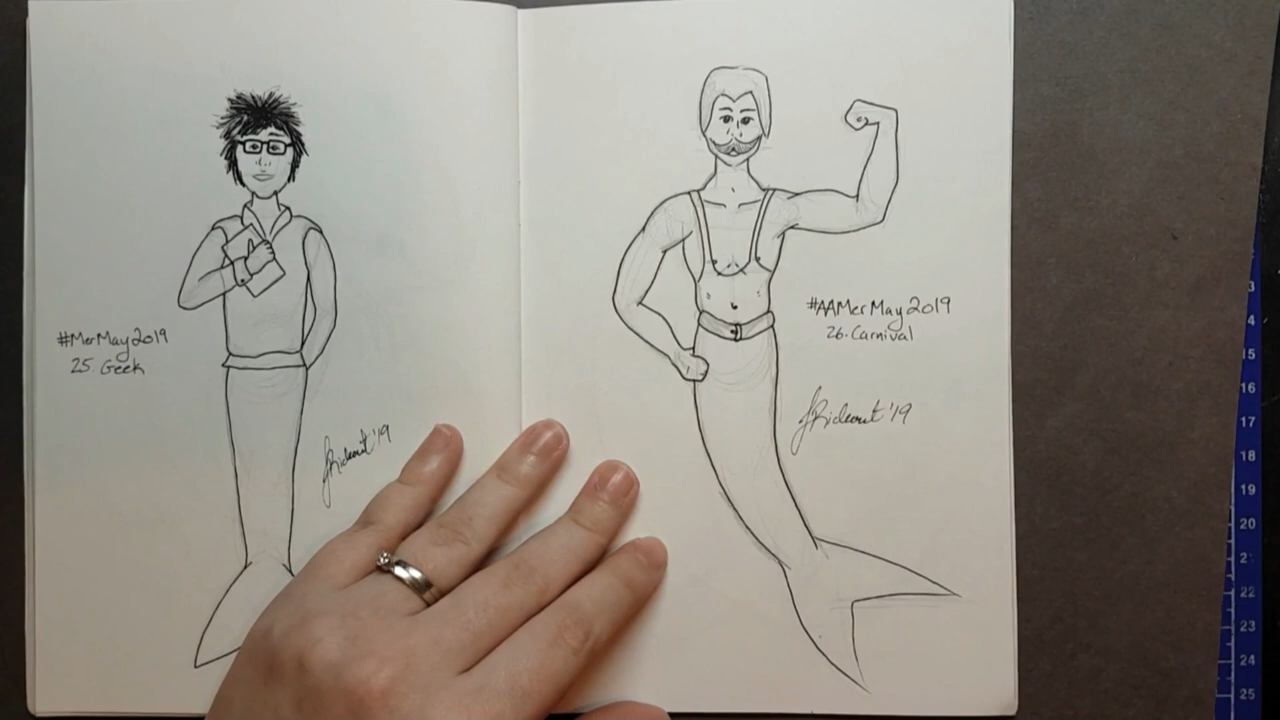 #MerMay2019
25. Geek
JRideout '19
#AAMerMay2019
26. Carnival
JRideout '19
3
4
15
16
17
18
19
20
21
22
23
24
25